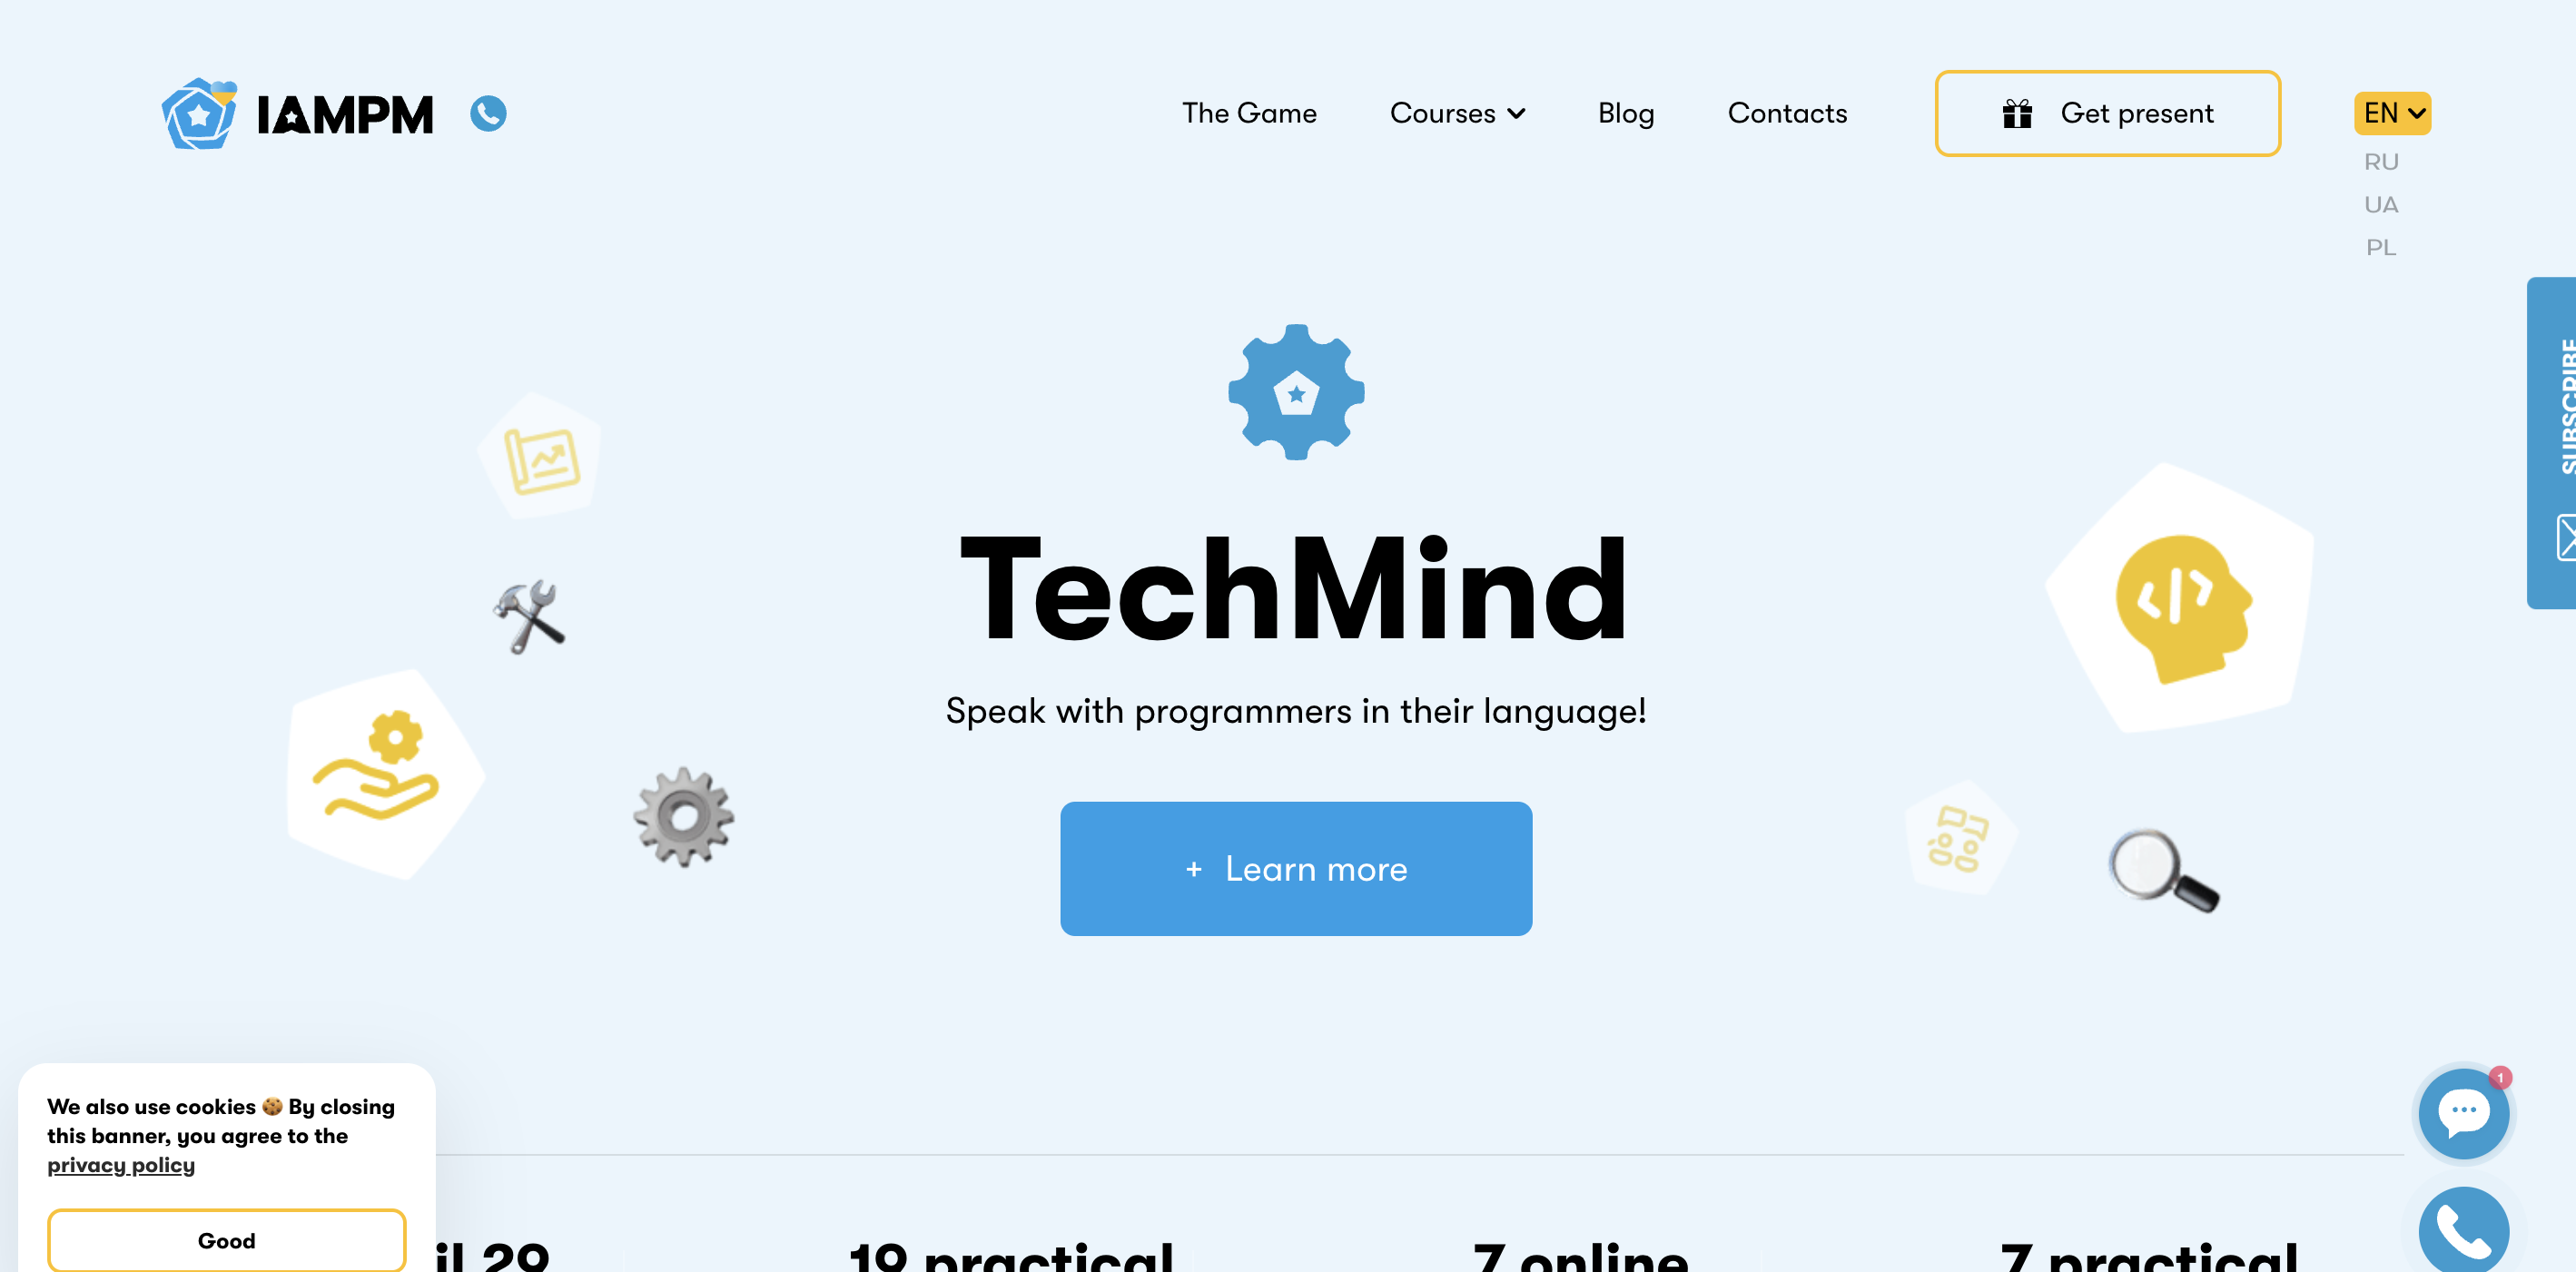 IAMPM
The Game
Courses
Blog
Contacts
Get present
EN
RU
UA
PL
SUBSCRIBE
TechMind
Speak with programmers in their language!
+ Learn more
We also use cookies 🍪 By closing
this banner, you agree to the
privacy policy
Good
1
29
19 practical
7 online
7 practical